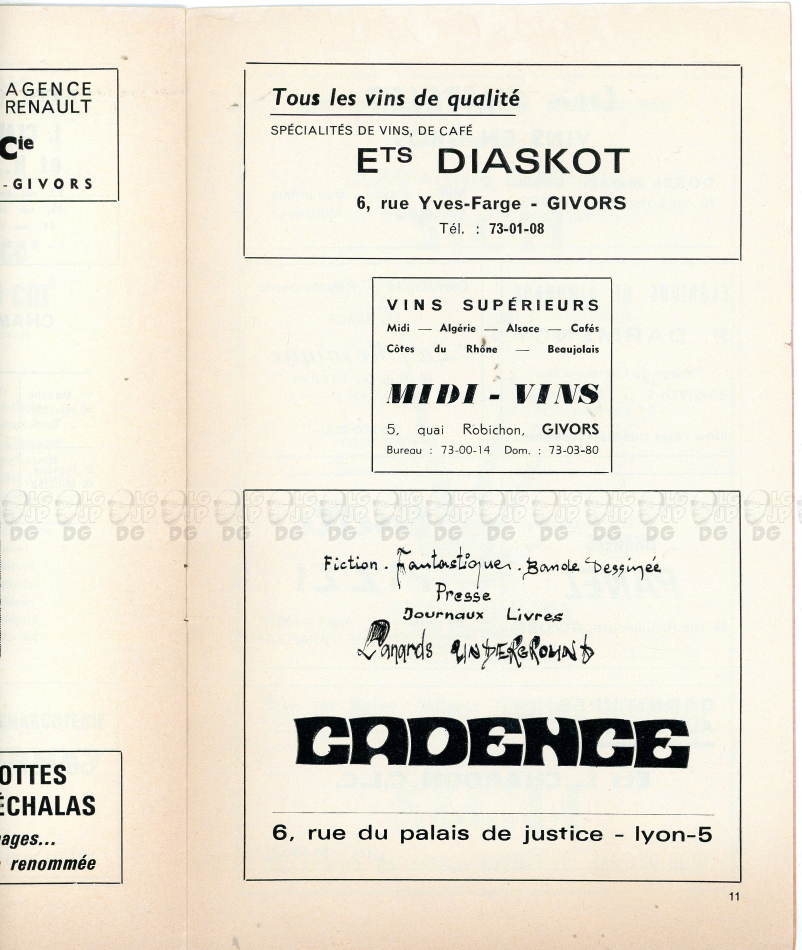 AGENCE
RENAULT
Cie
- GIVORS
OTTES
ÉCHALAS
ages...
renommée
Tous les vins de qualité
SPÉCIALITÉS DE VINS, DE CAFÉ
ETS DIASKOT
6, rue Yves-Farge - GIVORS
Tél. : 73-01-08
VINS SUPÉRIEURS
Midi — Algérie — Alsace — Cafés
Côtes du Rhône — Beaujolais
MIDI - VINS
5, quai Robichon, GIVORS
Bureau : 73-00-14 Dom. : 73-03-80
Fiction . Fantastique . Bande Dessinée
Presse
Journaux Livres
Canards UNDERGROUND
CADENCE
6, rue du palais de justice - lyon-5
11